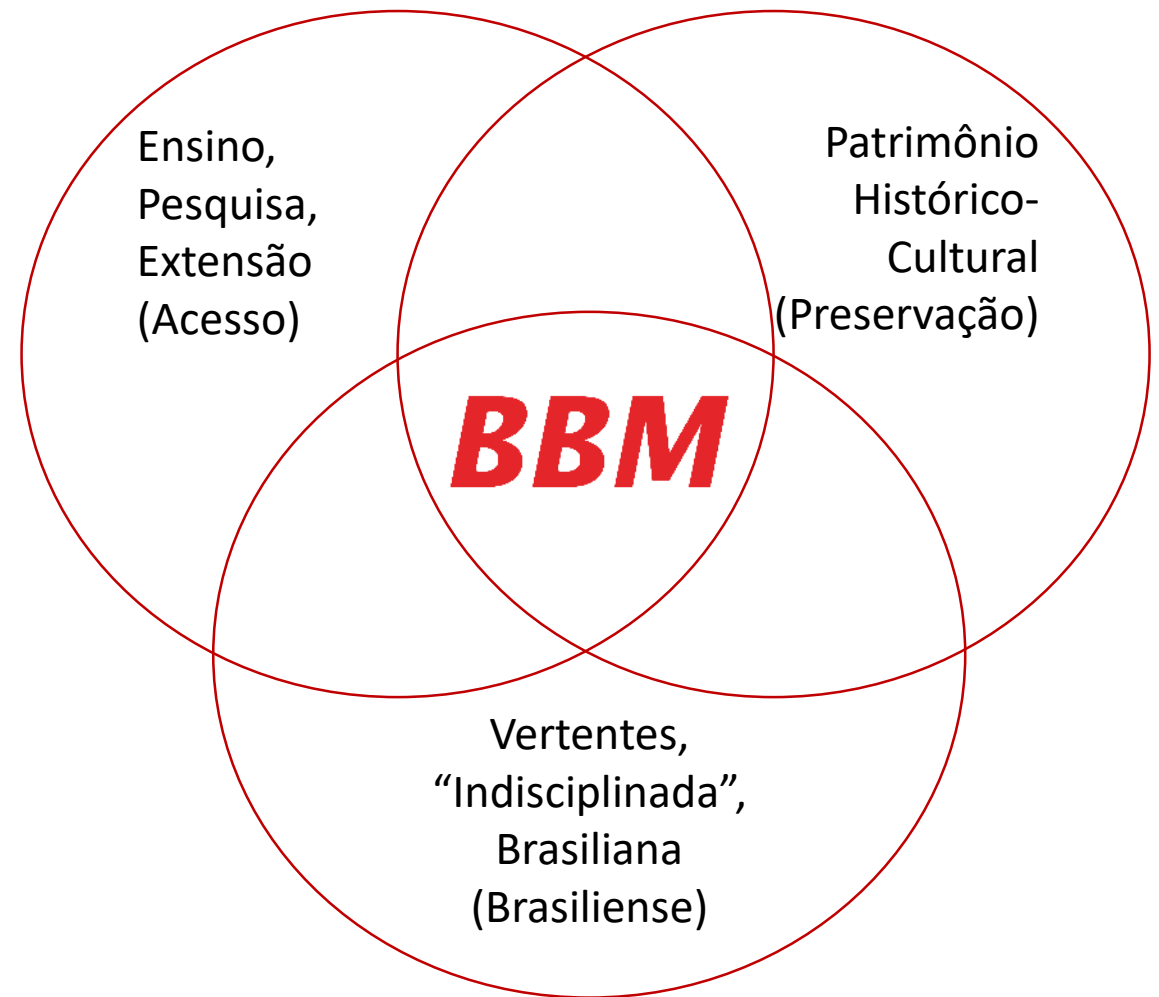 Ensino,
Pesquisa,
Extensão
(Acesso)
Patrimônio
Histórico-
Cultural
(Preservação)
BBM
Vertentes,
“Indisciplinada”,
Brasiliana
(Brasiliense)